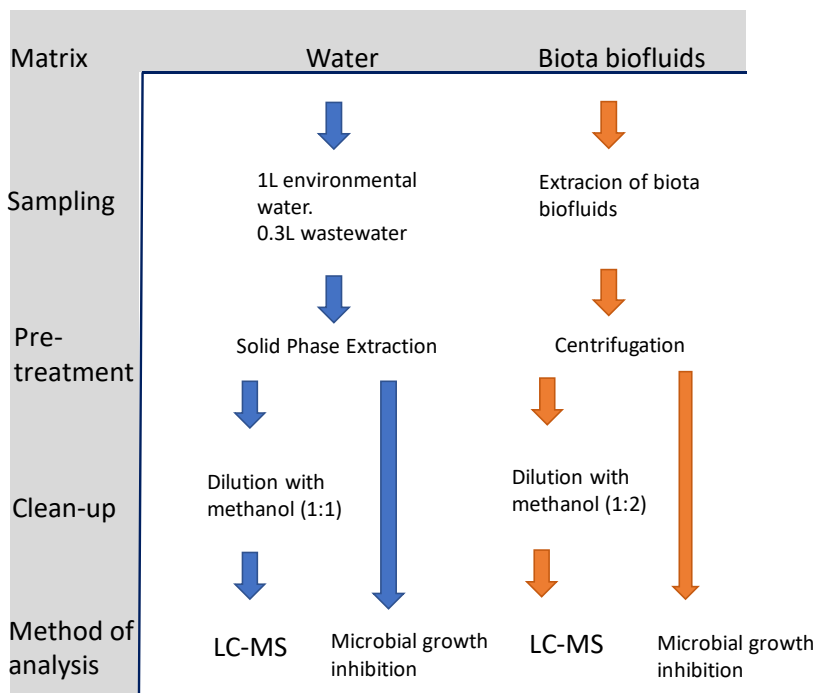 Matrix
Water
Biota biofluids
Sampling
1L environmental
water.
0.3L wastewater
Extracion of biota
biofluids
Pre-
treatment
Solid Phase Extraction
Centrifugation
Clean-up
Dilution with
methanol (1:1)
Dilution with
methanol (1:2)
Method of
analysis
LC-MS
Microbial growth
inhibition
LC-MS
Microbial growth
inhibition